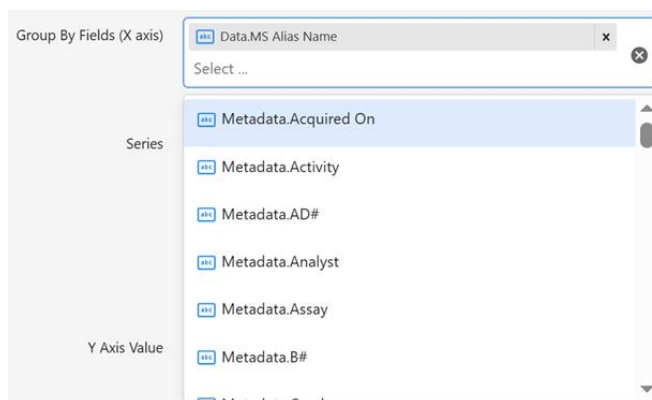 Group By Fields (X axis)
Data.MS Alias Name x
Select ...
Metadata.Acquired On
Series
Metadata.Activity
Metadata.AD#
Metadata.Analyst
Metadata.Assay
Y Axis Value
Metadata.B#